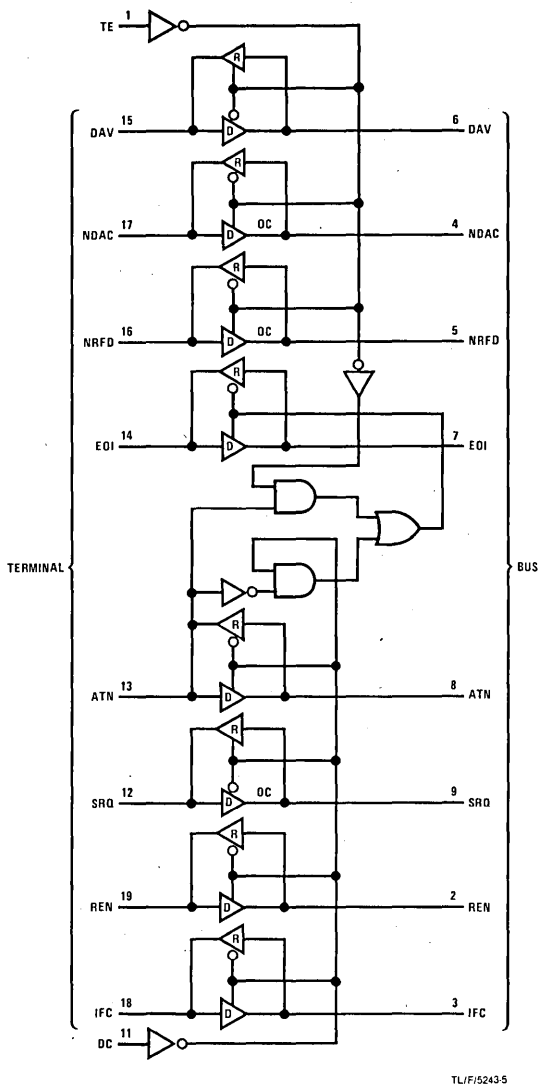 1
TE
R
15 6
DAV D DAV
R
17 OC 4
NDAC D NDAC
R
16 OC 5
NRFD D NRFD
R
14 7
EOI D EOI
TERMINAL BUS
R
13 8
ATN D ATN
R
12 OC 9
SRQ D SRQ
R
19 2
REN D REN
R
18 3
IFC D IFC
11
DC
TL/F/5243-5